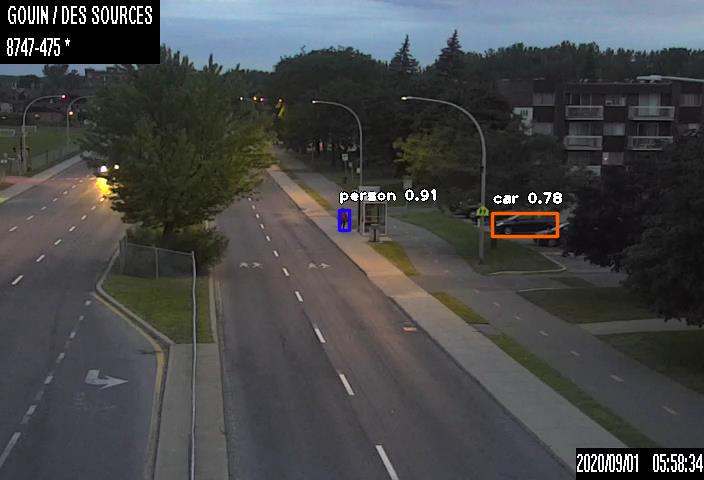 GOUIN / DES SOURCES
8747-475 *
person 0.91
car 0.78
2020/09/01 05:58:34